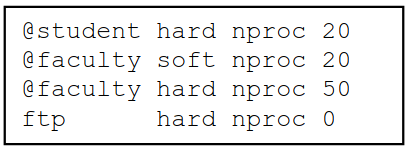 @student hard nproc 20
@faculty soft nproc 20
@faculty hard nproc 50
ftp      hard nproc 0